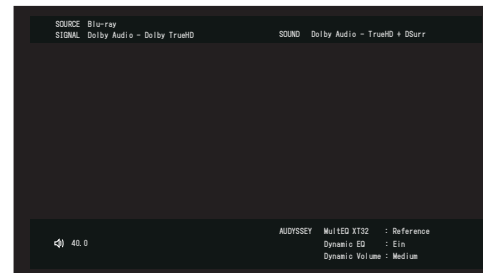 SOURCE Blu-ray
SIGNAL Dolby Audio - Dolby TrueHD
SOUND Dolby Audio - TrueHD + DSurr
AUDYSSEY MultEQ XT32 : Reference
Dynamic EQ : Ein
Dynamic Volume : Medium
40.0